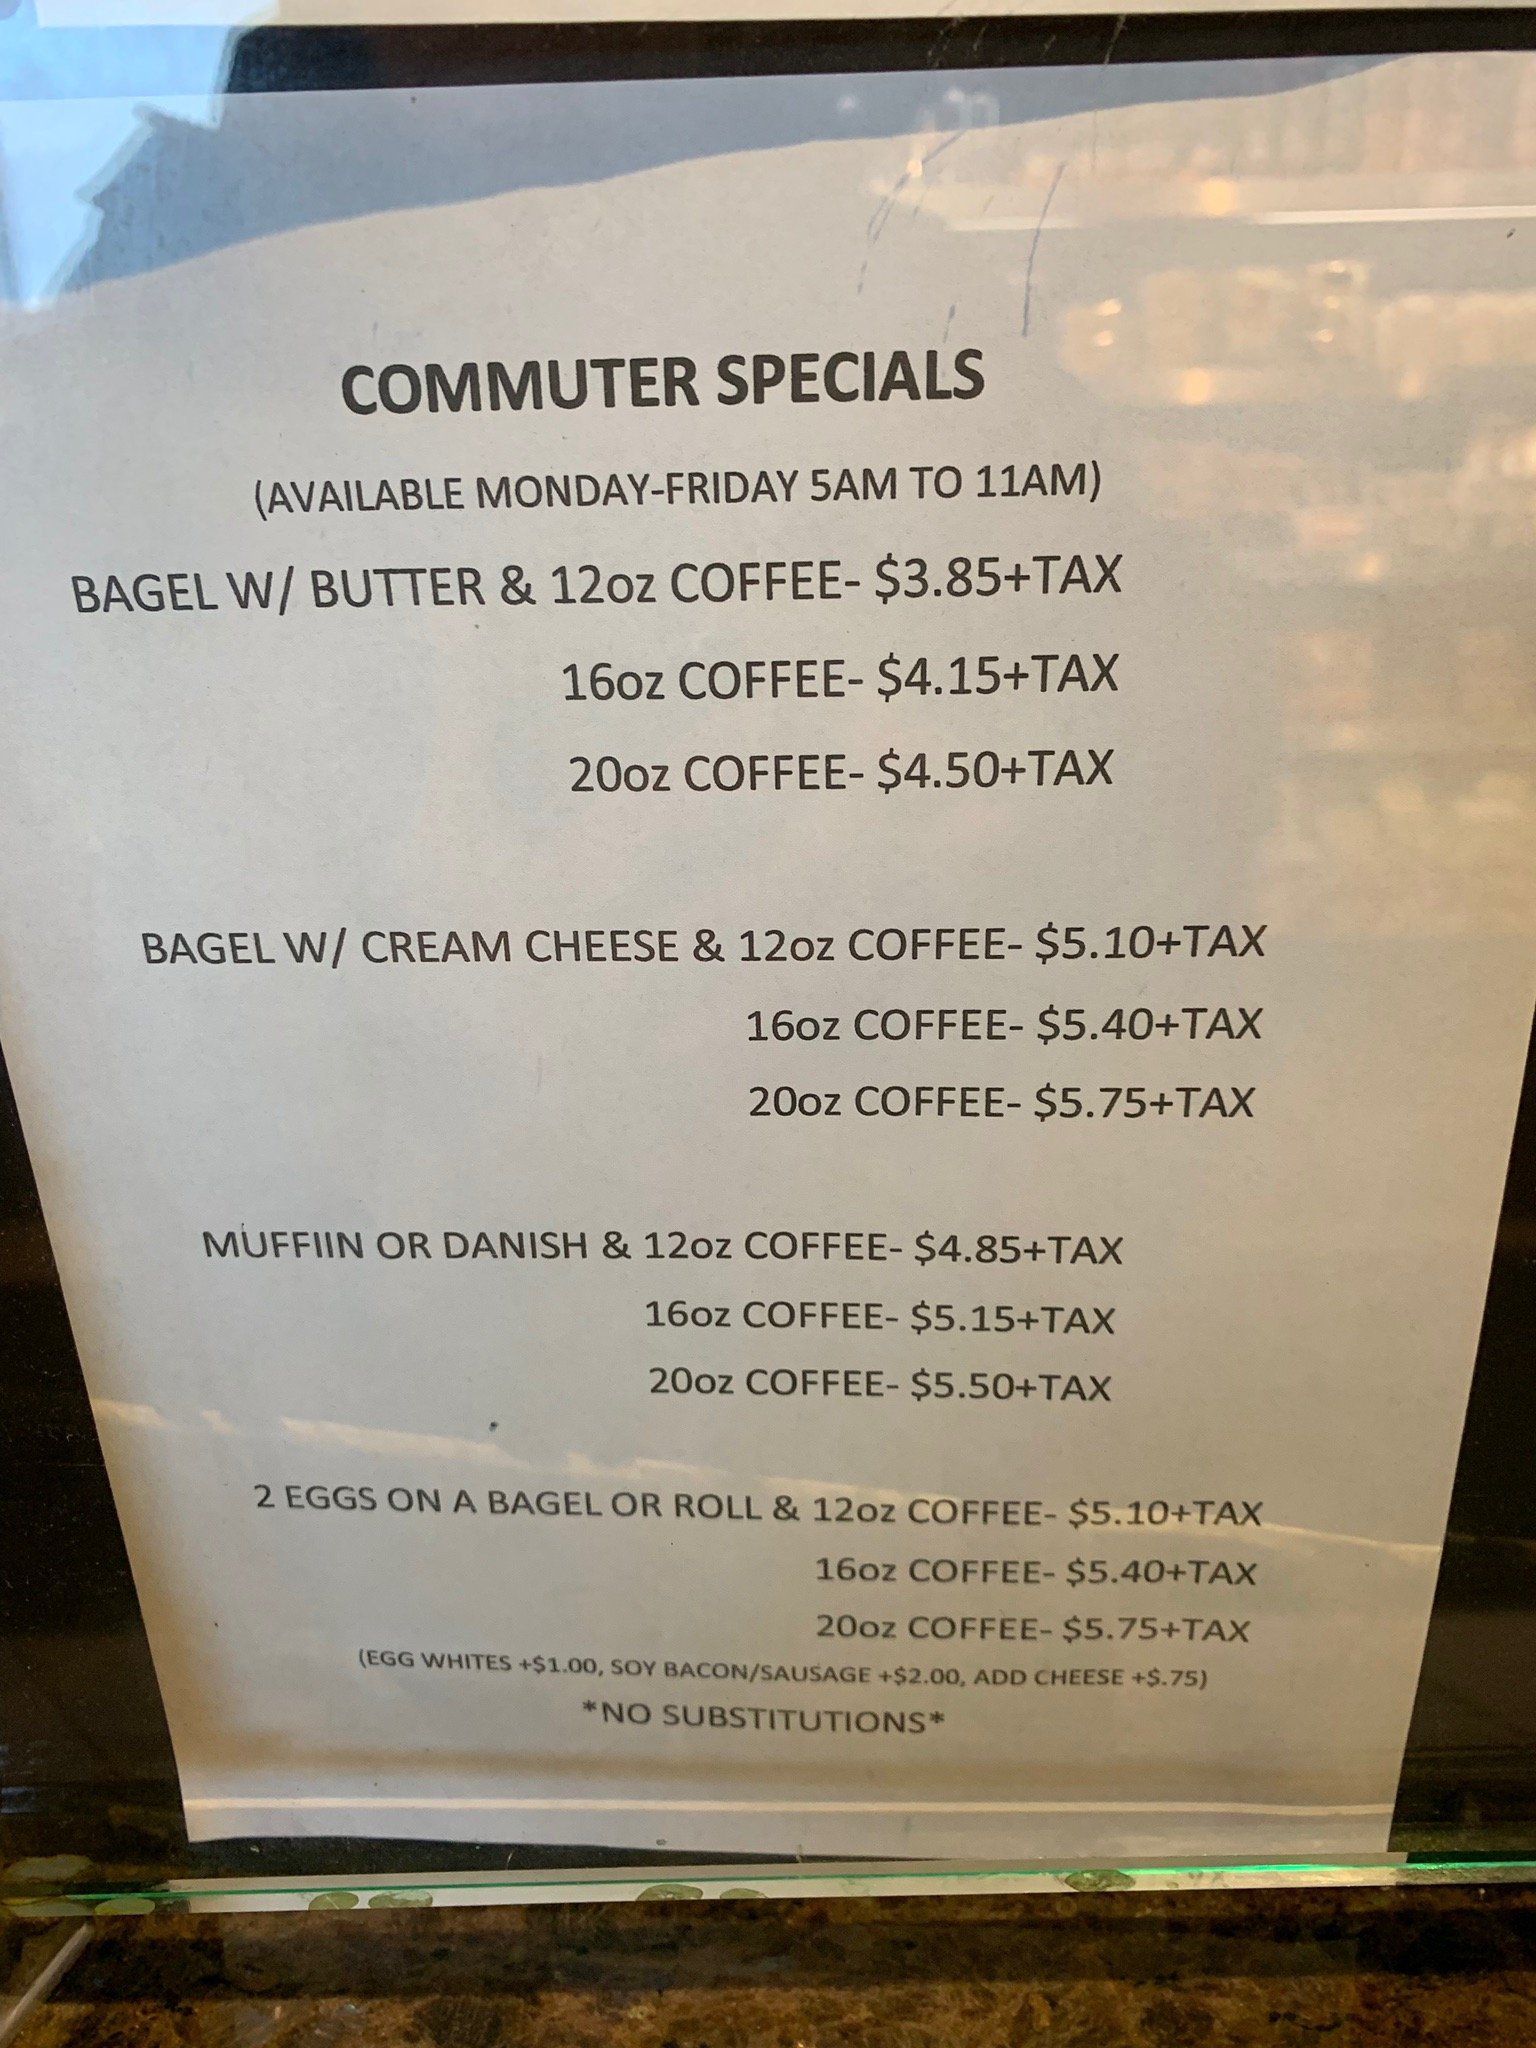 COMMUTER SPECIALS
(AVAILABLE MONDAY-FRIDAY 5AM TO 11AM)
BAGEL W/ BUTTER & 12oz COFFEE- $3.85+TAX
16oz COFFEE- $4.15+TAX
20oz COFFEE- $4.50+TAX
BAGEL W/ CREAM CHEESE & 12oz COFFEE- $5.10+TAX
16oz COFFEE- $5.40+TAX
20oz COFFEE- $5.75+TAX
MUFFIIN OR DANISH & 12oz COFFEE- $4.85+TAX
16oz COFFEE- $5.15+TAX
20oz COFFEE- $5.50+TAX
2 EGGS ON A BAGEL OR ROLL & 12oz COFFEE- $5.10+TAX
16oz COFFEE- $5.40+TAX
20oz COFFEE- $5.75+TAX
(EGG WHITES +$1.00, SOY BACON/SAUSAGE +$2.00, ADD CHEESE +$.75)
*NO SUBSTITUTIONS*